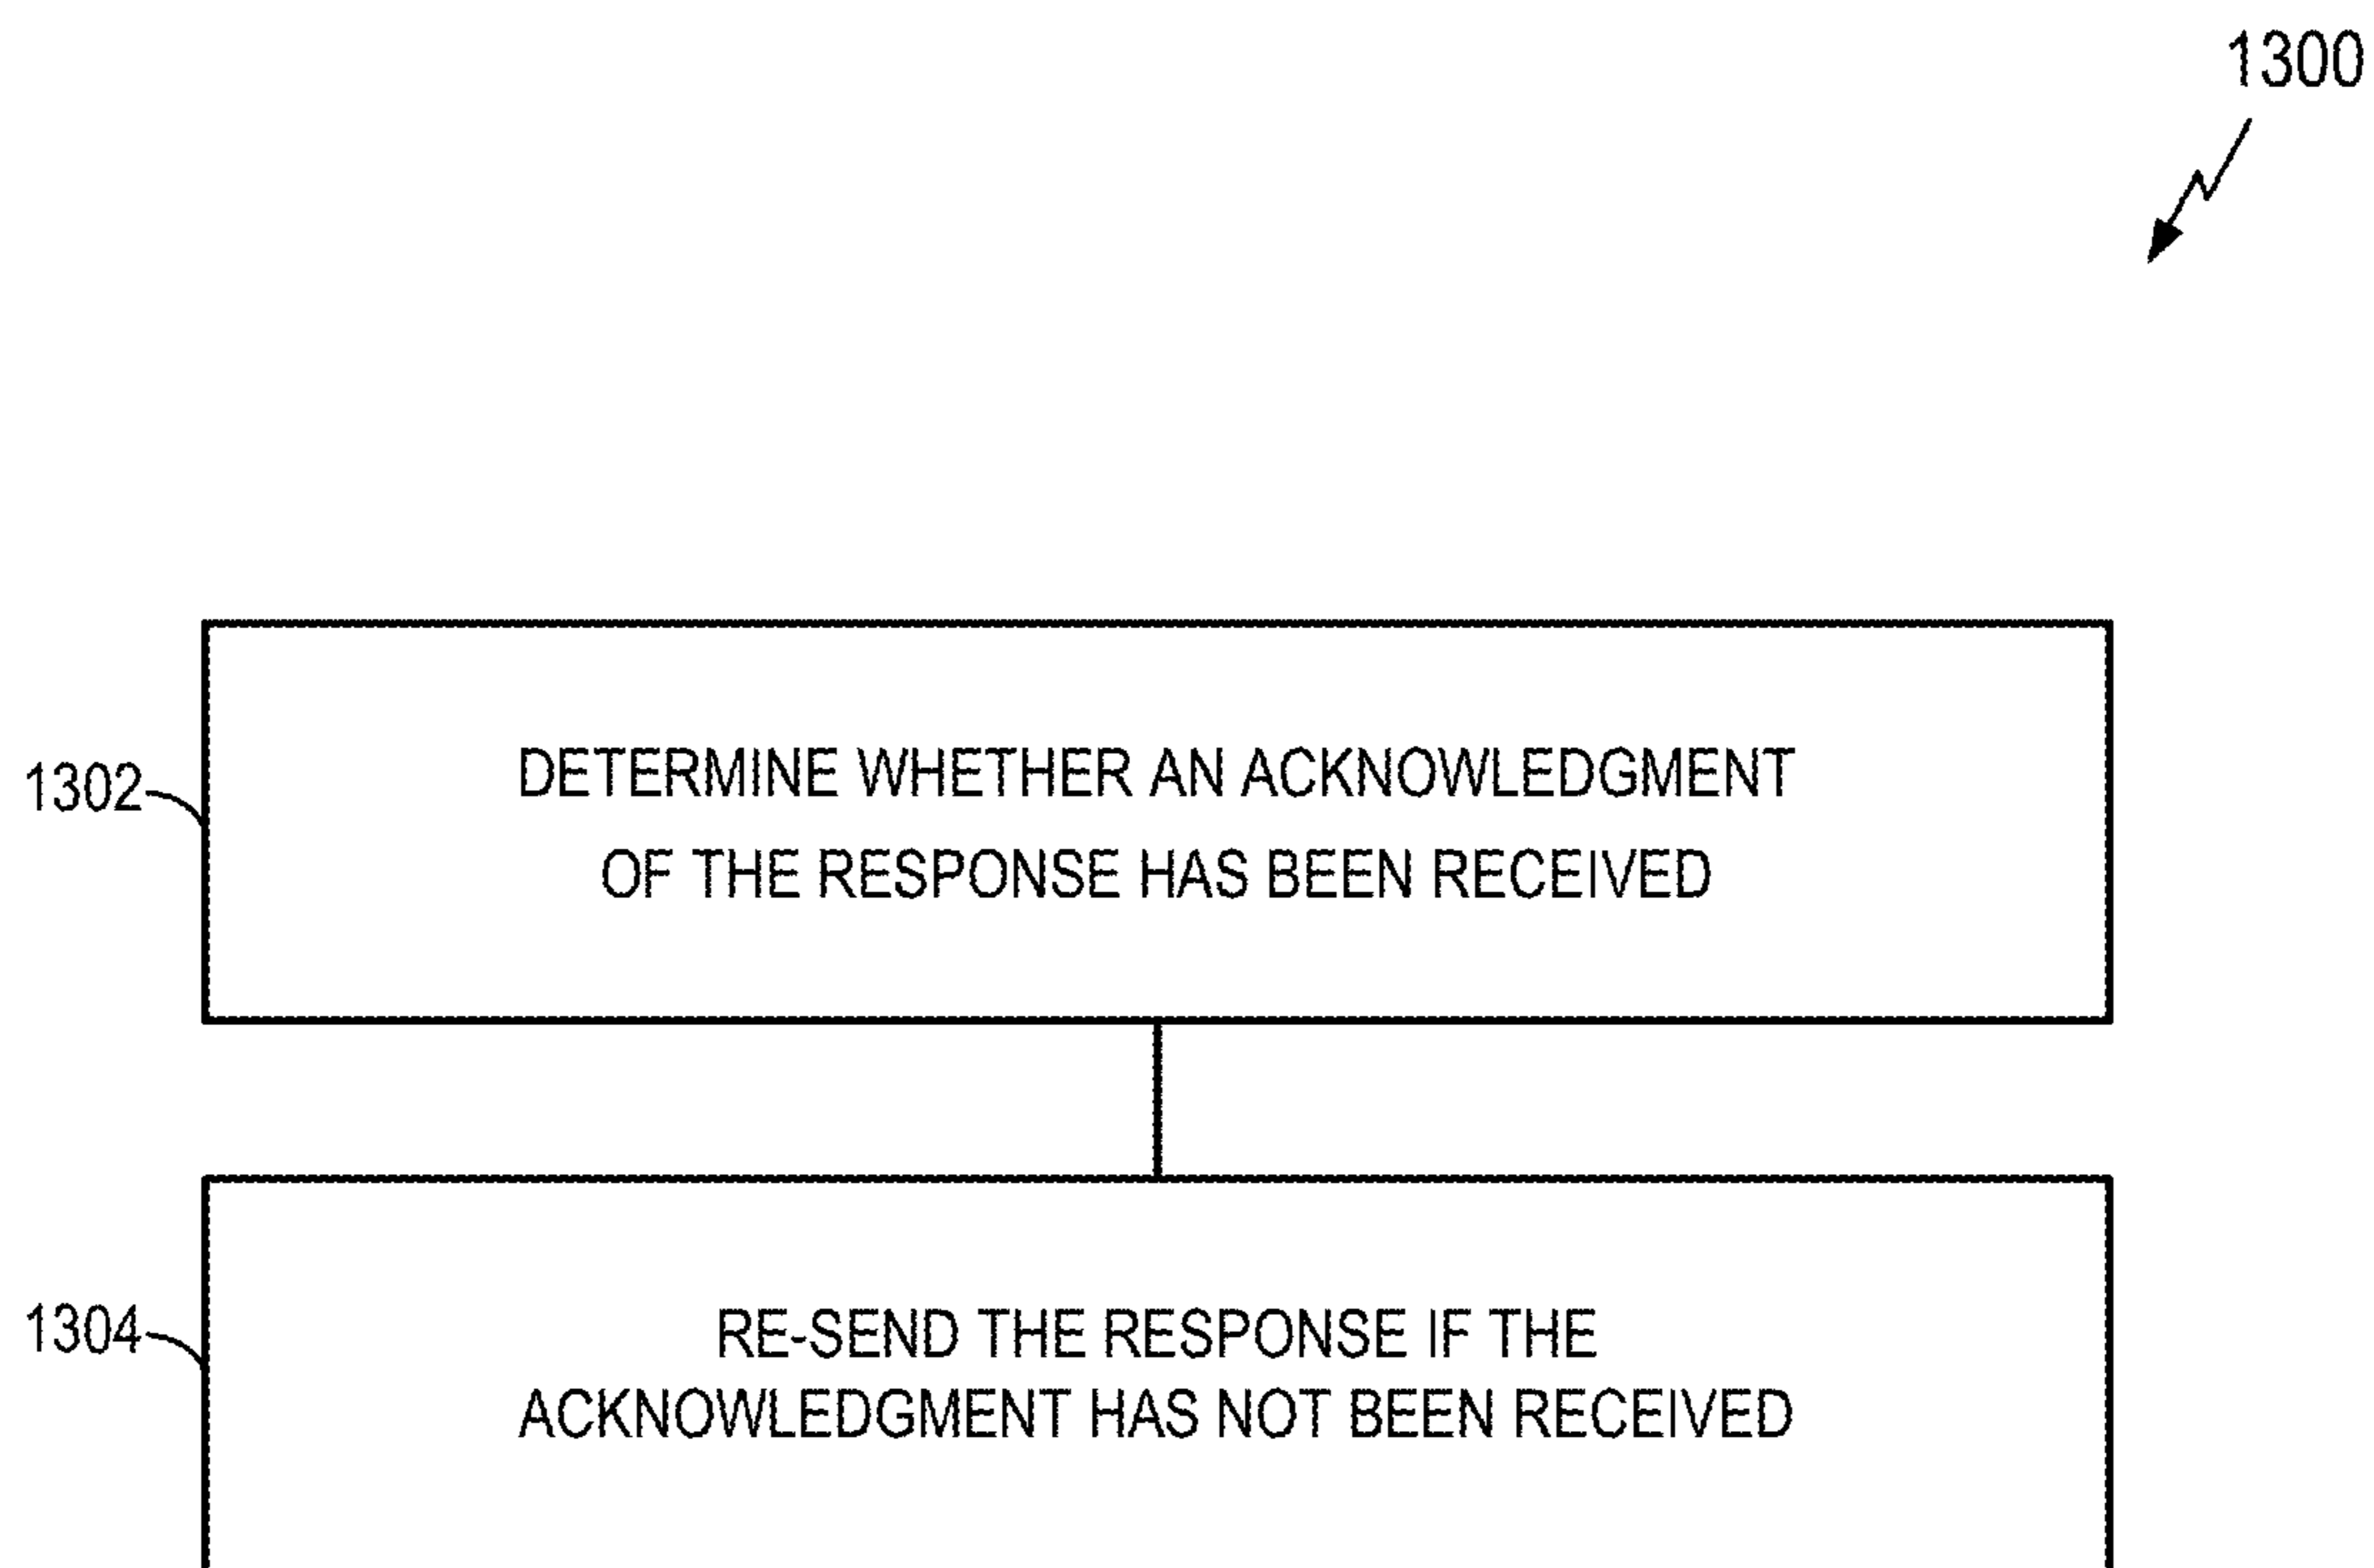 1300
1302
DETERMINE WHETHER AN ACKNOWLEDGMENT
OF THE RESPONSE HAS BEEN RECEIVED
1304
RE-SEND THE RESPONSE IF THE
ACKNOWLEDGMENT HAS NOT BEEN RECEIVED